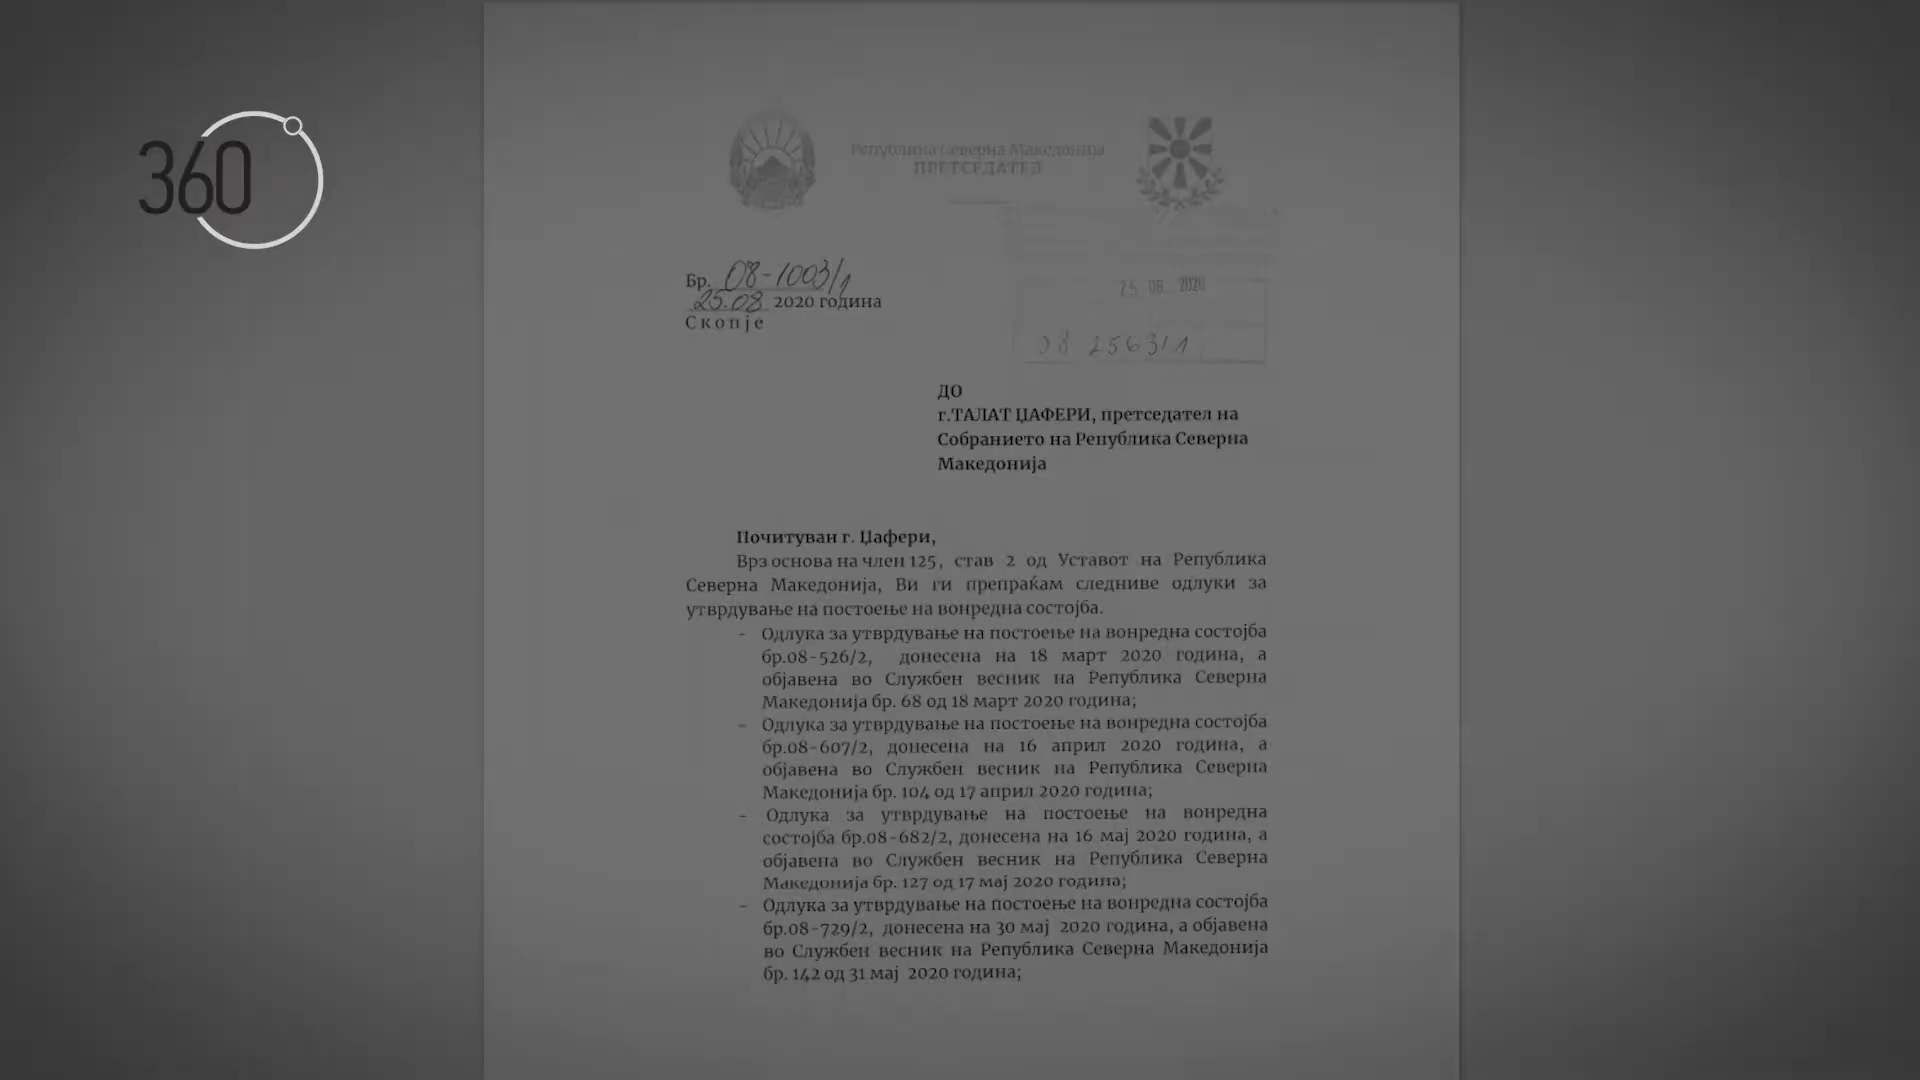 360
Република Северна Македонија
ПРЕТСЕДАТЕЛ
Бр. 08-1003/1
25.08 2020 година
Скопје
25 08 2020
08 2563/1
ДО
г.ТАЛАТ ЏАФЕРИ, претседател на
Собранието на Република Северна
Македонија
Почитуван г. Џафери,
Врз основа на член 125, став 2 од Уставот на Република
Северна Македонија, Ви ги препраќам следниве одлуки за
утврдување на постоење на вонредна состојба.
- Одлука за утврдување на постоење на вонредна состојба
бр.08-526/2, донесена на 18 март 2020 година, а
објавена во Службен весник на Република Северна
Македонија бр. 68 од 18 март 2020 година;
- Одлука за утврдување на постоење на вонредна состојба
бр.08-607/2, донесена на 16 април 2020 година, а
објавена во Службен весник на Република Северна
Македонија бр. 104 од 17 април 2020 година;
- Одлука за утврдување на постоење на вонредна
состојба бр.08-682/2, донесена на 16 мај 2020 година, а
објавена во Службен весник на Република Северна
Македонија бр. 127 од 17 мај 2020 година;
- Одлука за утврдување на постоење на вонредна состојба
бр.08-729/2, донесена на 30 мај 2020 година, а објавена
во Службен весник на Република Северна Македонија
бр. 142 од 31 мај 2020 година;